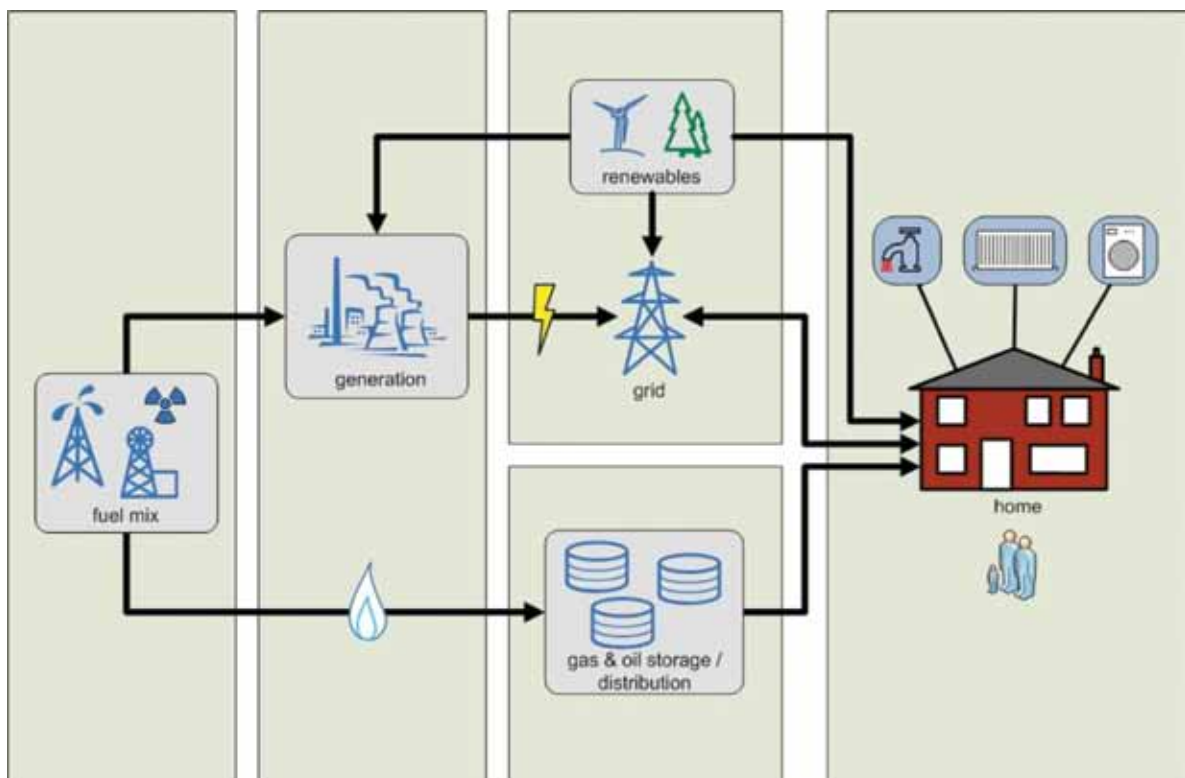 renewables
generation
grid
fuel mix
home
gas & oil storage /
distribution